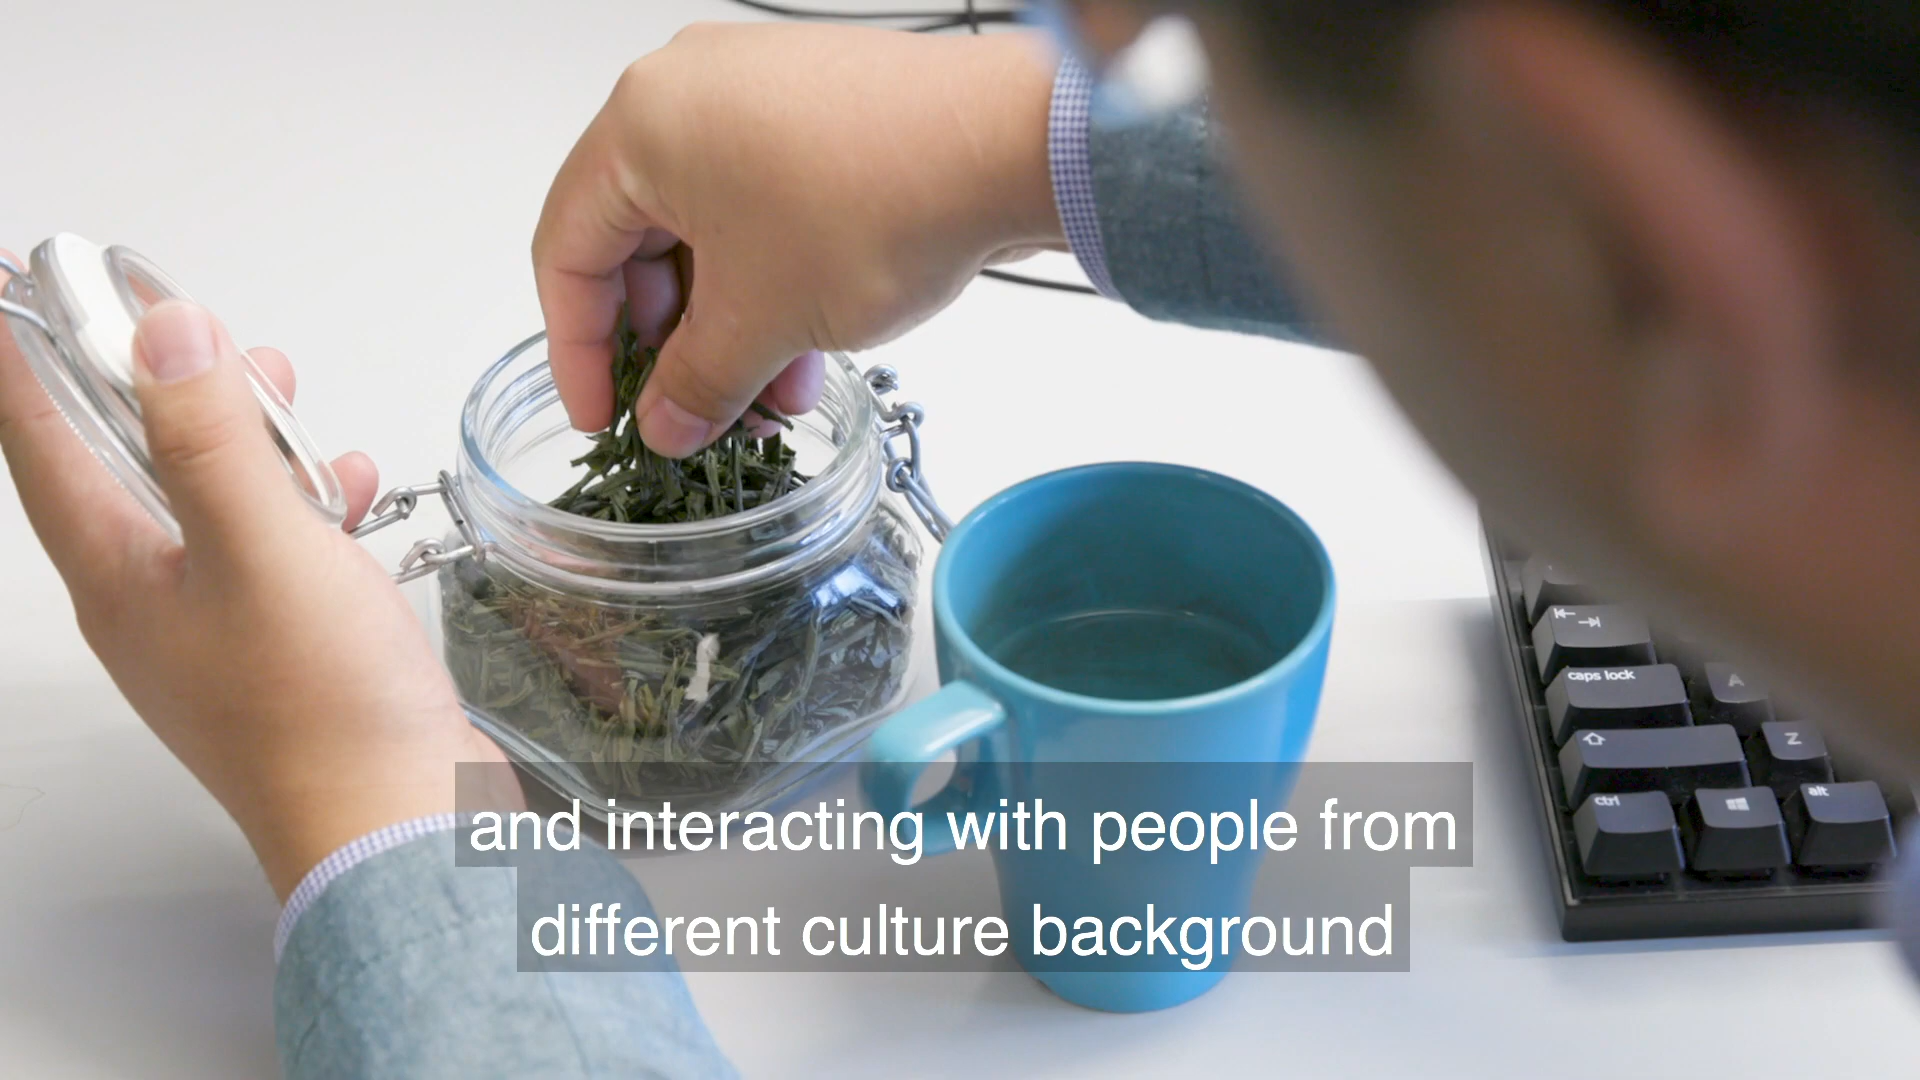 and interacting with people from
different culture background
caps lock
A
Z
ctrl
alt